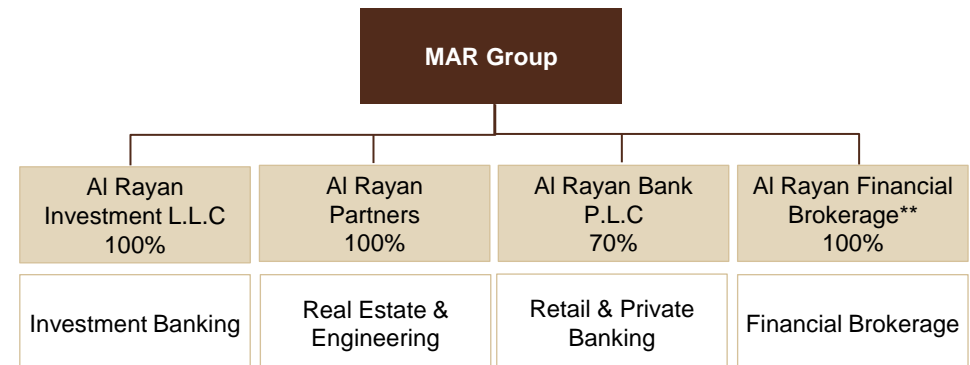 MAR Group
Al Rayan
Investment L.L.C
100%
Al Rayan
Partners
100%
Al Rayan Bank
P.L.C
70%
Al Rayan Financial
Brokerage**
100%
Investment Banking
Real Estate &
Engineering
Retail & Private
Banking
Financial Brokerage